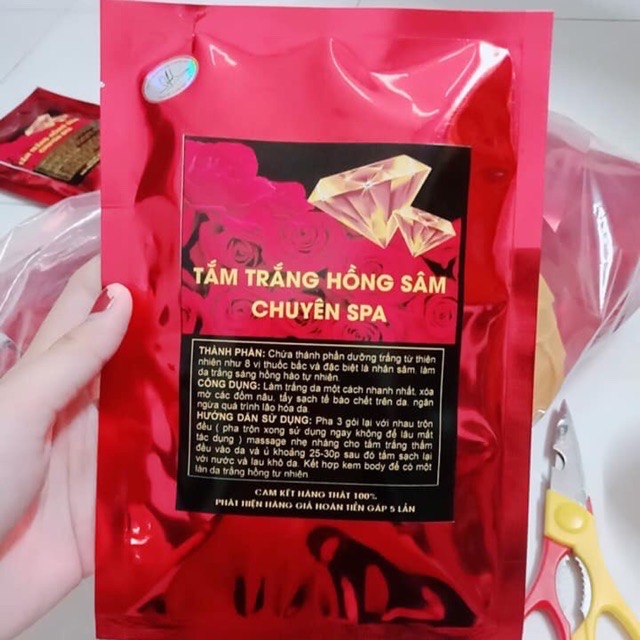 TẮM TRẮNG HỒNG SÂM
CHUYÊN SPA
THÀNH PHẦN: Chứa thành phần dưỡng trắng từ thiên
nhiên như 8 vị thuốc bắc và đặc biệt là nhân sâm. làm
da trắng sáng hồng hào tự nhiên.
CÔNG DỤNG: Làm trắng da một cách nhanh nhất, xóa
mờ các đốm nâu, tẩy sạch tế bào chết trên da. ngăn
ngừa quá trình lão hóa da.
HƯỚNG DẪN SỬ DỤNG: Pha 3 gói lại với nhau trộn
đều ( pha trộn xong sử dụng ngay không để lâu mất
tác dụng ) massage nhẹ nhàng cho tắm trắng thấm
đều vào da và ủ khoảng 25-30p sau đó tắm sạch lại
với nước và lau khô da. Kết hợp kem body để có một
làn da trắng hồng tự nhiên
CAM KẾT HÀNG THẬT 100%
PHÁT HIỆN HÀNG GIẢ HOÀN TIỀN GẤP 5 LẦN